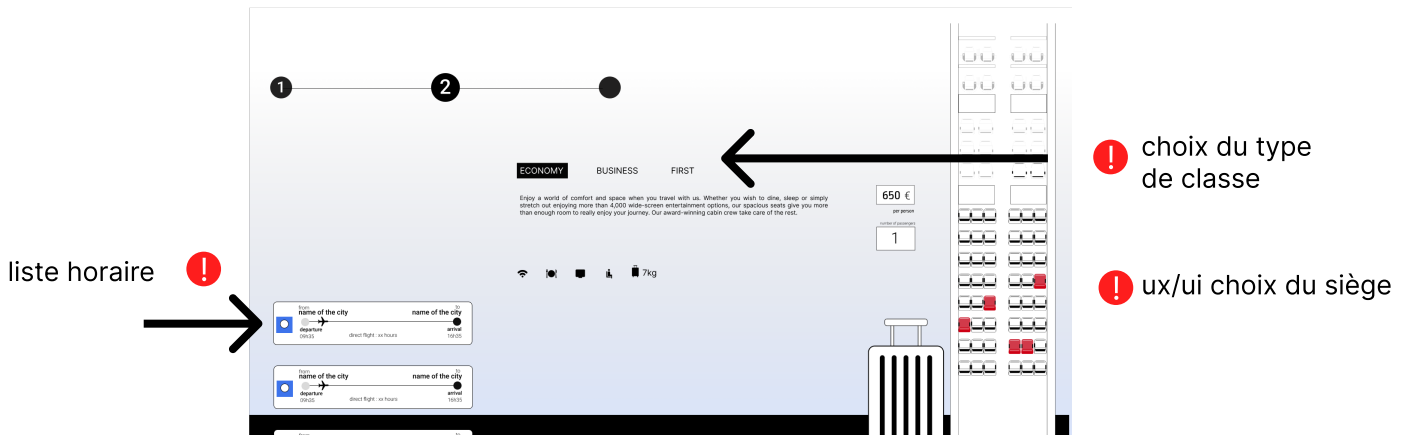 1
2
choix du type
de classe
ECONOMY BUSINESS FIRST
Enjoy a world of comfort and space when you travel with us. Whether you wish to dine, sleep or simply
stretch out enjoying more than 4,000 wide-screen entertainment options, our spacious seats give you more
than enough room to really enjoy your journey. Our award-winning cabin crew take care of the rest.
650 €
per person
number of passengers
1
liste horaire
7kg
ux/ui choix du siège
from to
name of the city name of the city
departure arrival
09h35 direct flight : xx hours 16h35
from to
name of the city name of the city
departure arrival
09h35 direct flight : xx hours 16h35
from to